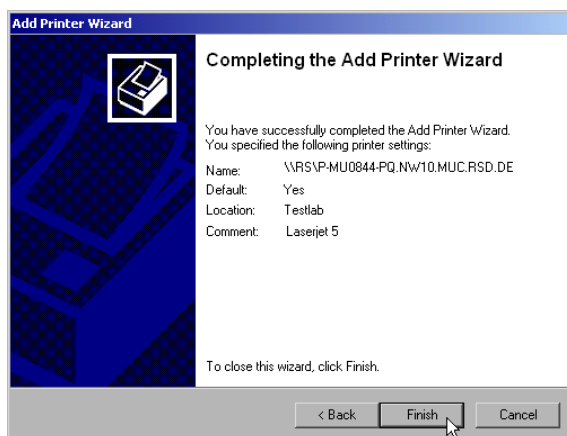 Add Printer Wizard
Completing the Add Printer Wizard
You have successfully completed the Add Printer Wizard.
You specified the following printer settings:
Name: \\RS\P-MU0844-PQ.NW10.MUC.RSD.DE
Default: Yes
Location: Testlab
Comment: Laserjet 5
To close this wizard, click Finish.
< Back Finish Cancel